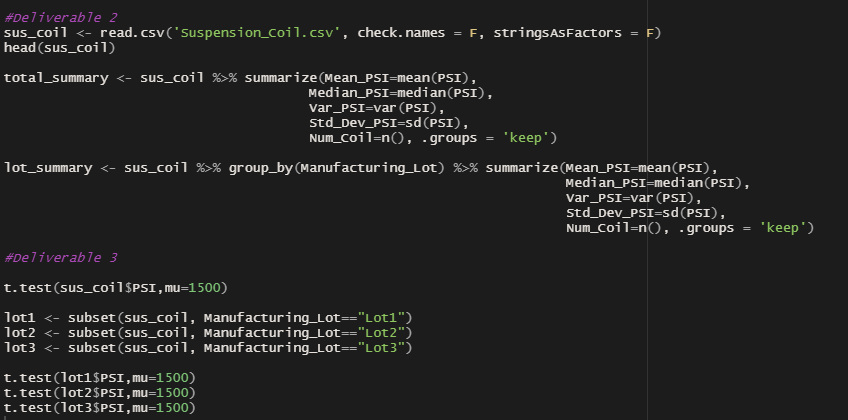 #Deliverable 2
sus_coil <- read.csv('Suspension_Coil.csv', check.names = F, stringsAsFactors = F)
head(sus_coil)
total_summary <- sus_coil %>% summarize(Mean_PSI=mean(PSI),
Median_PSI=median(PSI),
Var_PSI=var(PSI),
Std_Dev_PSI=sd(PSI),
Num_Coil=n(), .groups = 'keep')
lot_summary <- sus_coil %>% group_by(Manufacturing_Lot) %>% summarize(Mean_PSI=mean(PSI),
Median_PSI=median(PSI),
Var_PSI=var(PSI),
Std_Dev_PSI=sd(PSI),
Num_Coil=n(), .groups = 'keep')
#Deliverable 3
t.test(sus_coil$PSI,mu=1500)
lot1 <- subset(sus_coil, Manufacturing_Lot=="Lot1")
lot2 <- subset(sus_coil, Manufacturing_Lot=="Lot2")
lot3 <- subset(sus_coil, Manufacturing_Lot=="Lot3")
t.test(lot1$PSI,mu=1500)
t.test(lot2$PSI,mu=1500)
t.test(lot3$PSI,mu=1500)